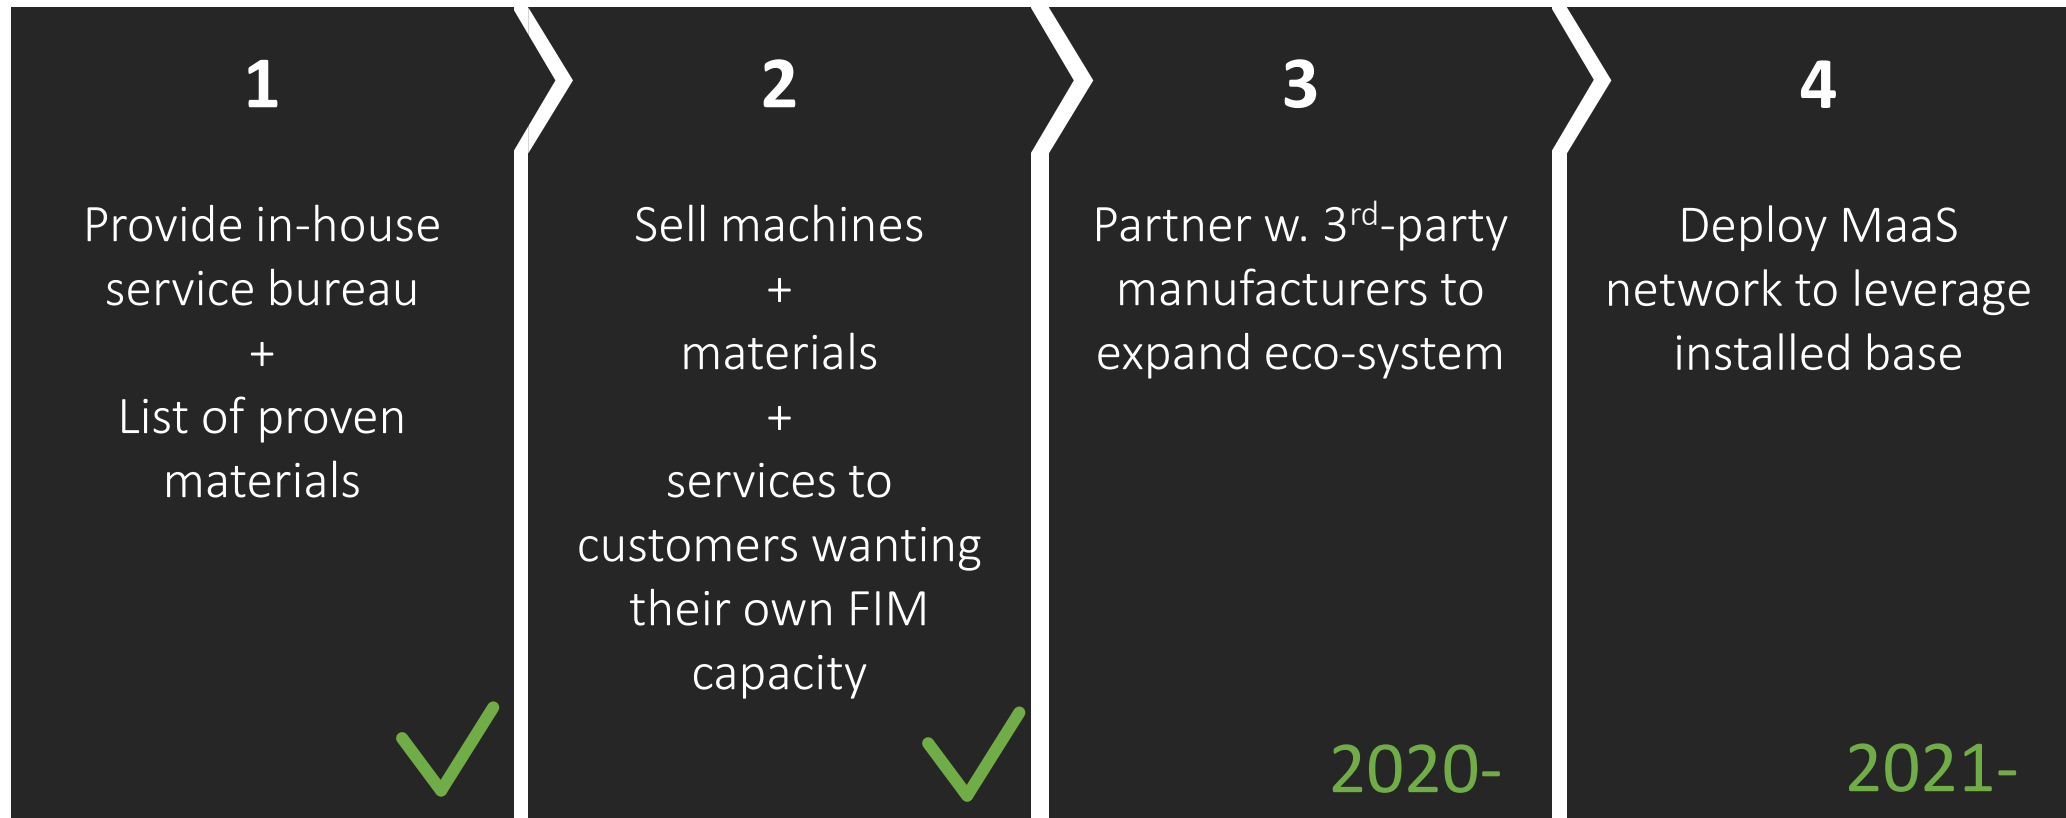 1
Provide in-house
service bureau
+
List of proven
materials
2
Sell machines
+
materials
+
services to
customers wanting
their own FIM
capacity
3
Partner w. 3rd-party
manufacturers to
expand eco-system
2020-
4
Deploy MaaS
network to leverage
installed base
2021-